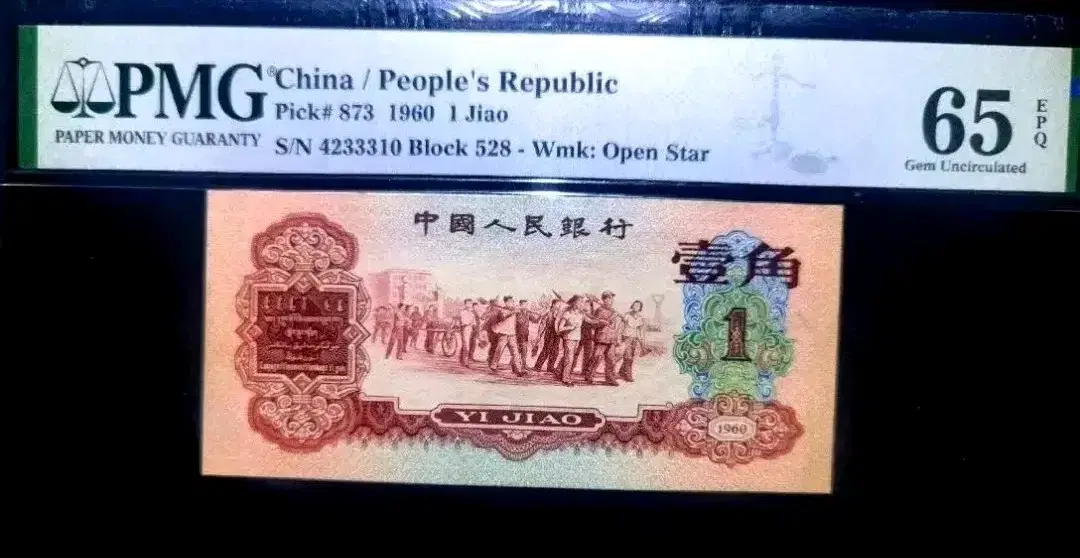 PMG®
PAPER MONEY GUARANTY
China / People's Republic
Pick# 873 1960 1 Jiao
S/N 4233310 Block 528 - Wmk: Open Star
65
EPQ
Gem Uncirculated
中國人民銀行
壹角
1
YI JIAO
1960